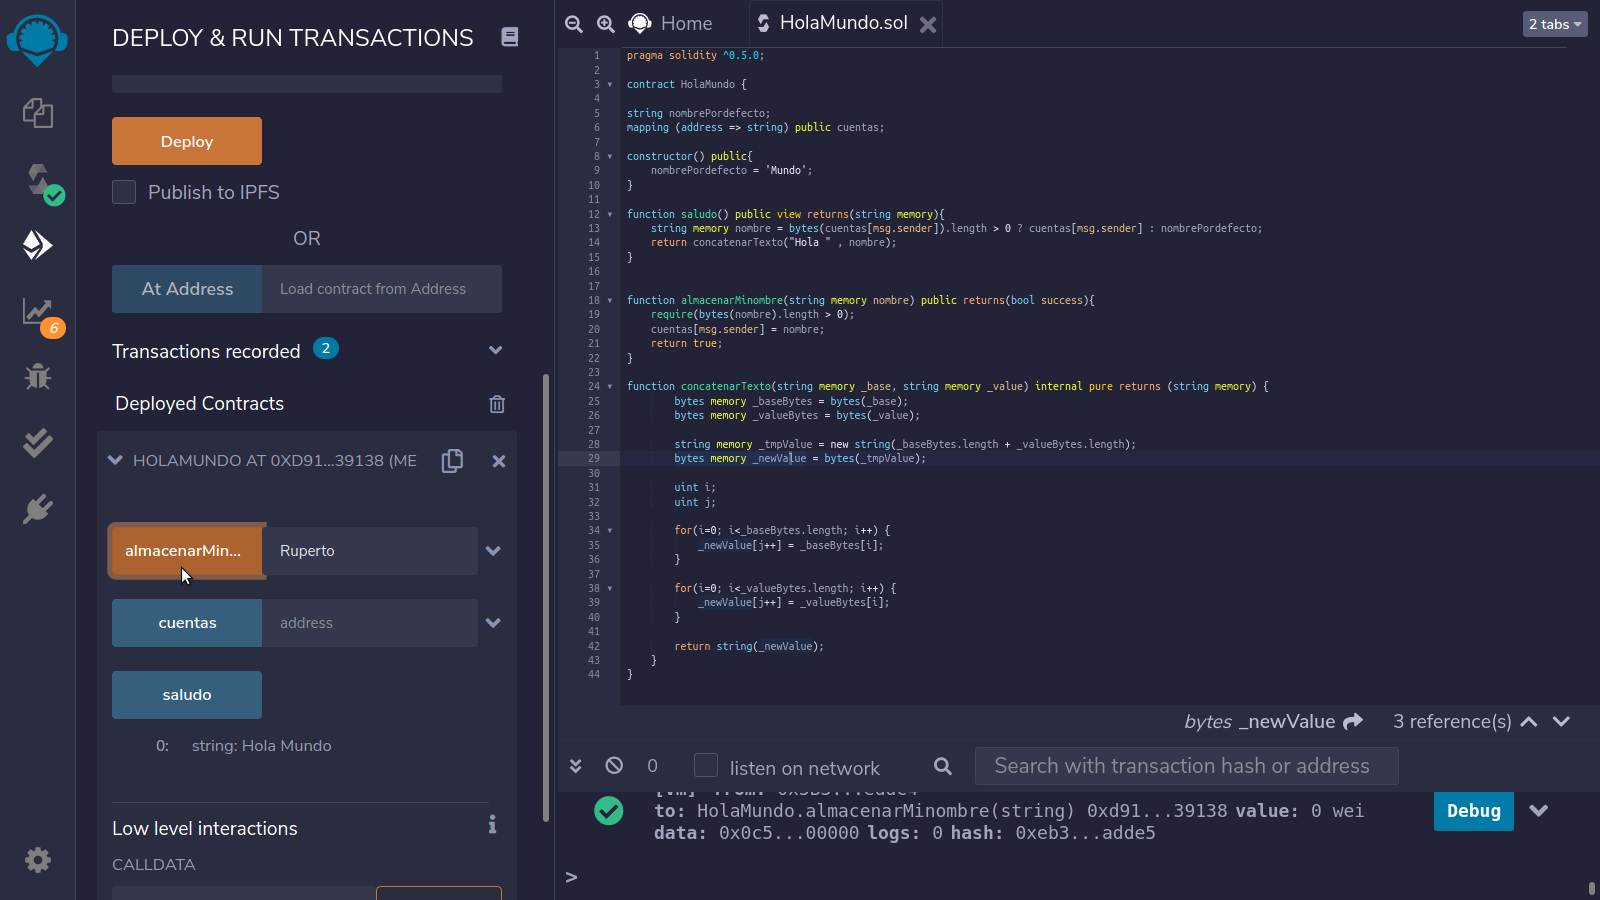 DEPLOY & RUN TRANSACTIONS
Deploy
Publish to IPFS
OR
At Address
Load contract from Address
Transactions recorded 2
Deployed Contracts
HOLAMUNDO AT 0XD91...39138 (ME
almacenarMin...
Ruperto
cuentas
address
saludo
0: string: Hola Mundo
Low level interactions
i
CALLDATA
6
Home
HolaMundo.sol
2 tabs
1 pragma solidity ^0.5.0;
2
3 contract HolaMundo {
4
5 string nombrePordefecto;
6 mapping (address => string) public cuentas;
7
8 constructor() public{
9 nombrePordefecto = 'Mundo';
10 }
11
12 function saludo() public view returns(string memory){
13 string memory nombre = bytes(cuentas[msg.sender]).length > 0 ? cuentas[msg.sender] : nombrePordefecto;
14 return concatenarTexto("Hola " , nombre);
15 }
16
17
18 function almacenarMinombre(string memory nombre) public returns(bool success){
19 require(bytes(nombre).length > 0);
20 cuentas[msg.sender] = nombre;
21 return true;
22 }
23
24 function concatenarTexto(string memory _base, string memory _value) internal pure returns (string memory) {
25 bytes memory _baseBytes = bytes(_base);
26 bytes memory _valueBytes = bytes(_value);
27
28 string memory _tmpValue = new string(_baseBytes.length + _valueBytes.length);
29 bytes memory _newValue = bytes(_tmpValue);
30
31 uint i;
32 uint j;
33
34 for(i=0; i<_baseBytes.length; i++) {
35 _newValue[j++] = _baseBytes[i];
36 }
37
38 for(i=0; i<_valueBytes.length; i++) {
39 _newValue[j++] = _valueBytes[i];
40 }
41
42 return string(_newValue);
43 }
44 }
bytes _newValue 3 reference(s)
0
listen on network
Search with transaction hash or address
[vm] from: 0x5B3...eddC4
to: HolaMundo.almacenarMinombre(string) 0xd91...39138 value: 0 wei
data: 0x0c5...00000 logs: 0 hash: 0xeb3...adde5
Debug
>